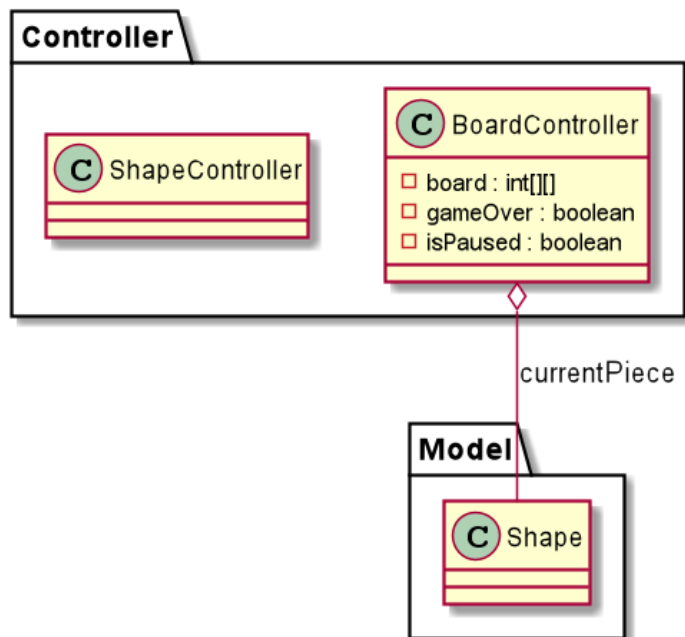 Controller
C ShapeController
C BoardController
board : int[][]
gameOver : boolean
isPaused : boolean
currentPiece
Model
C Shape